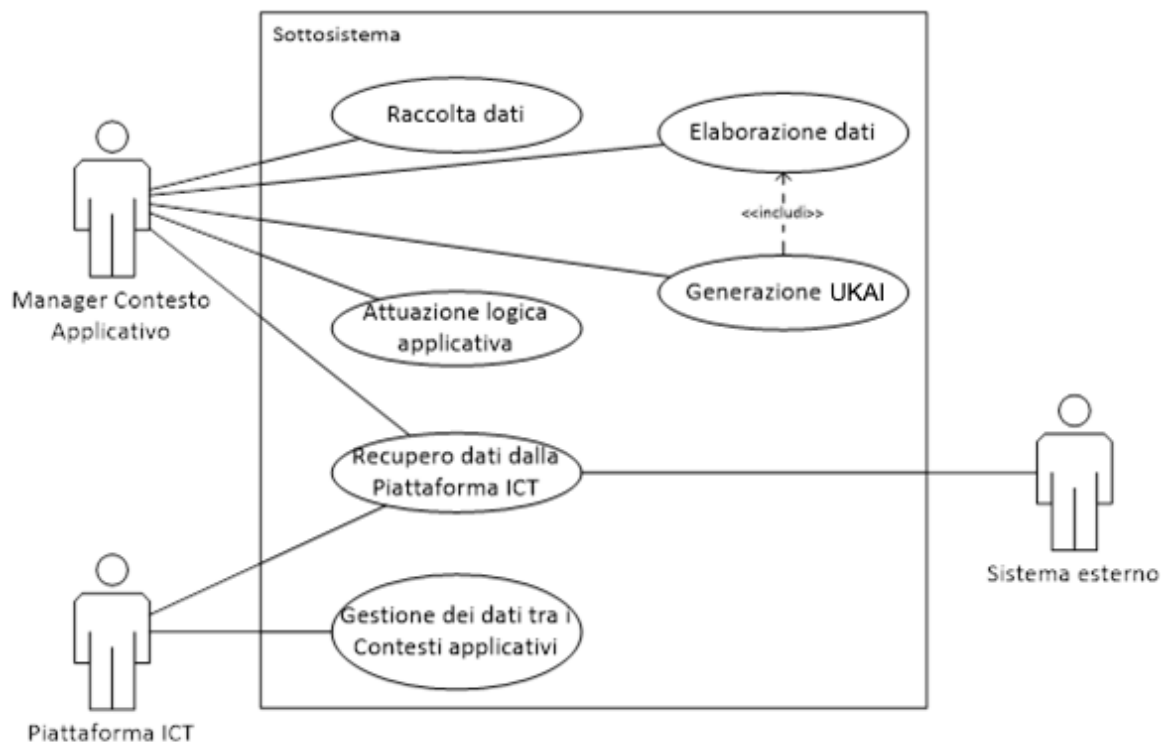 Sottosistema
Raccolta dati
Elaborazione dati
<<includi>>
Generazione UKAI
Manager Contesto
Applicativo
Attuazione logica
applicativa
Recupero dati dalla
Piattaforma ICT
Sistema esterno
Gestione dei dati tra i
Contesti applicativi
Piattaforma ICT